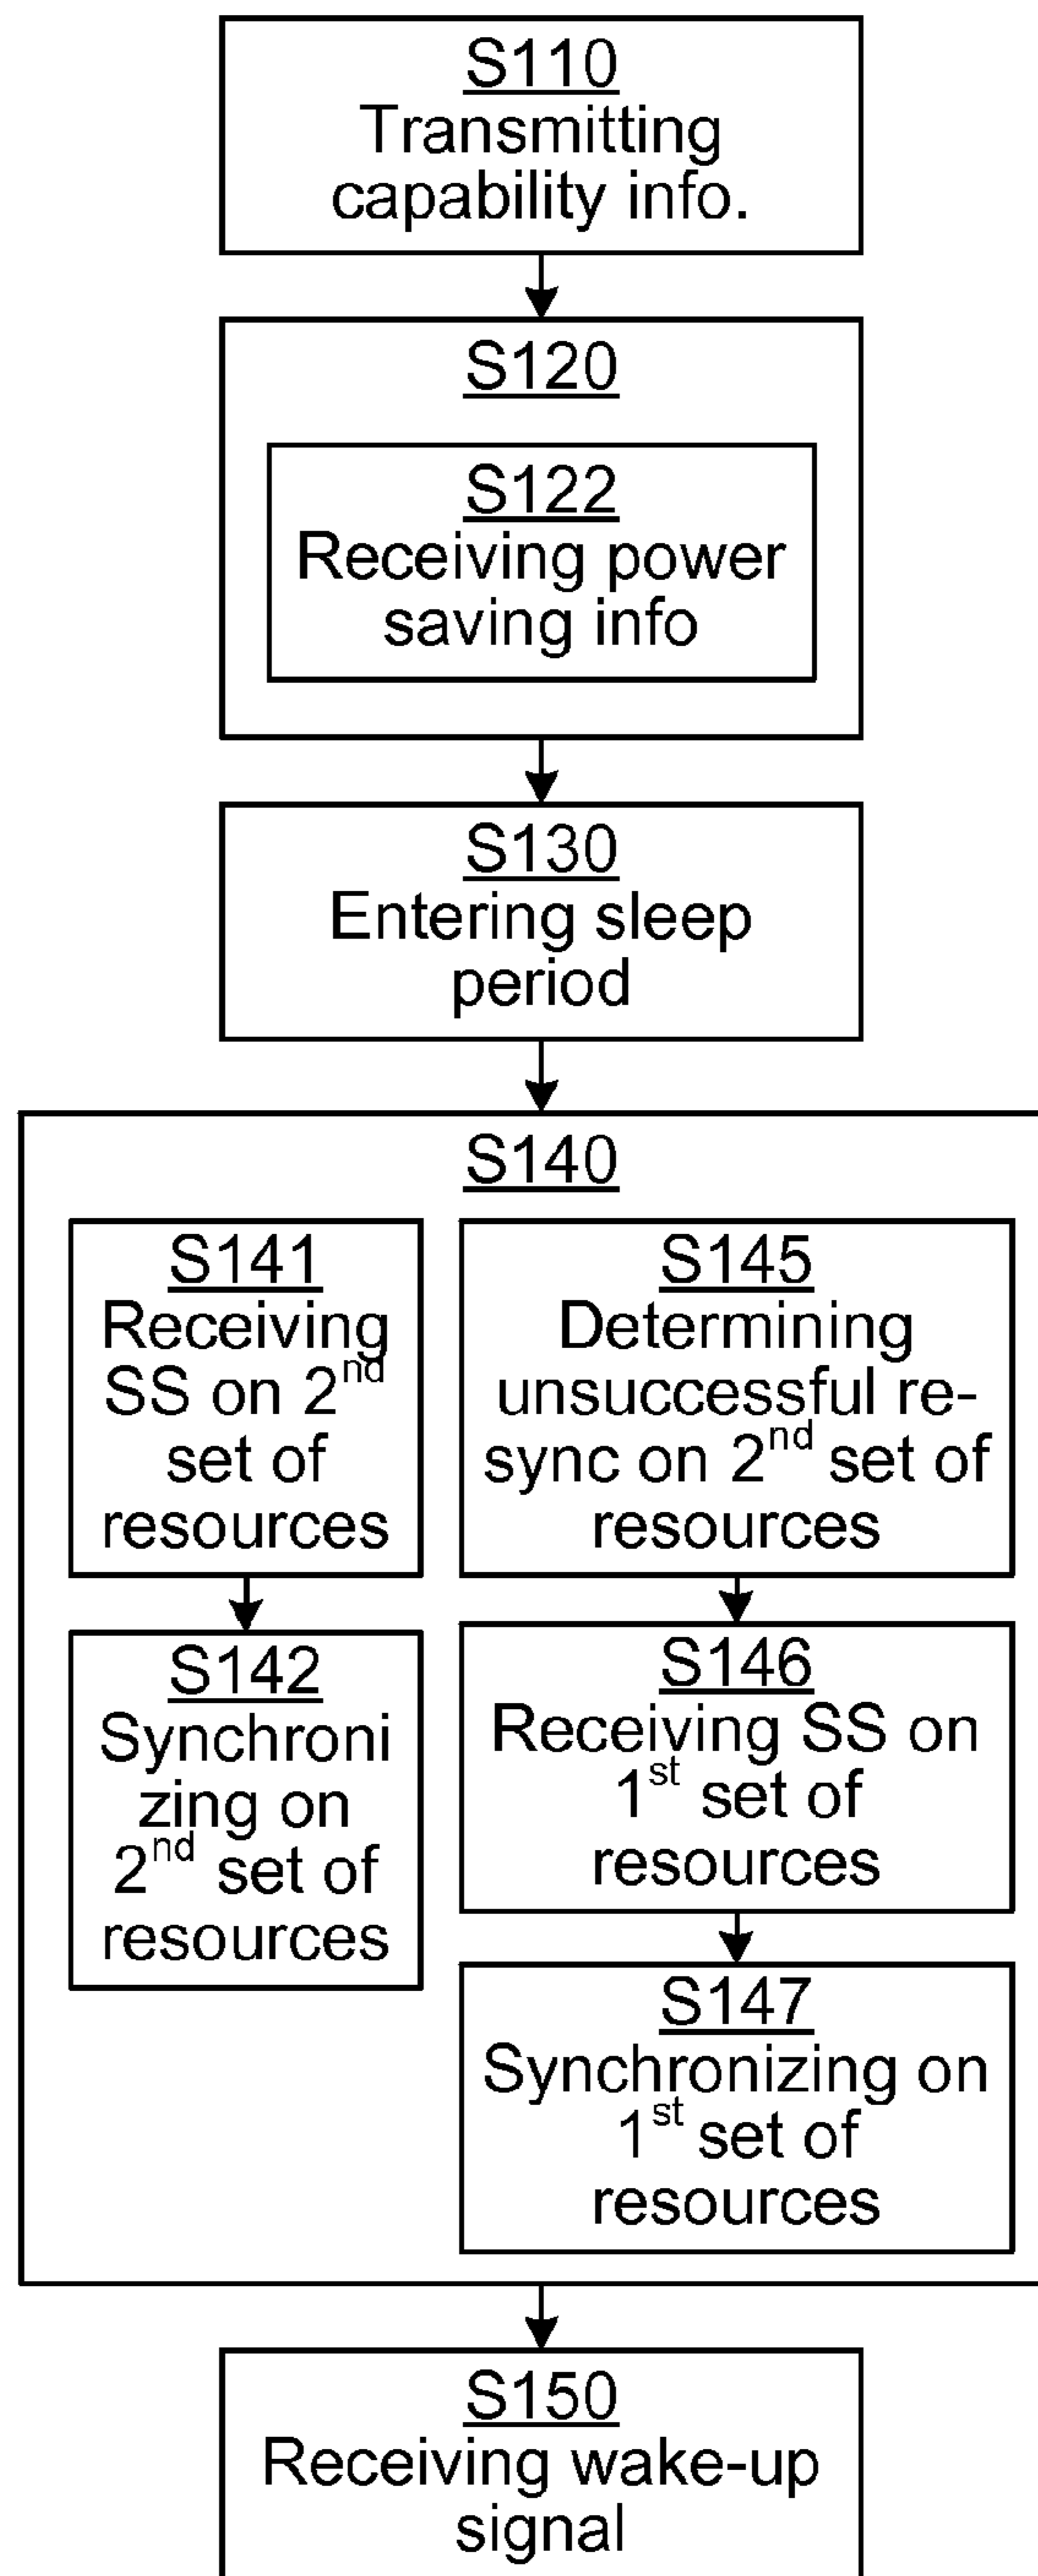 S110
Transmitting
capability info.
S120
S122
Receiving power
saving info
S130
Entering sleep
period
S140
S141
Receiving
SS on 2nd
set of
resources
S142
Synchroni
zing on
2nd set of
resources
S145
Determining
unsuccessful re-
sync on 2nd set of
resources
S146
Receiving SS on
1st set of
resources
S147
Synchronizing on
1st set of
resources
S150
Receiving wake-up
signal